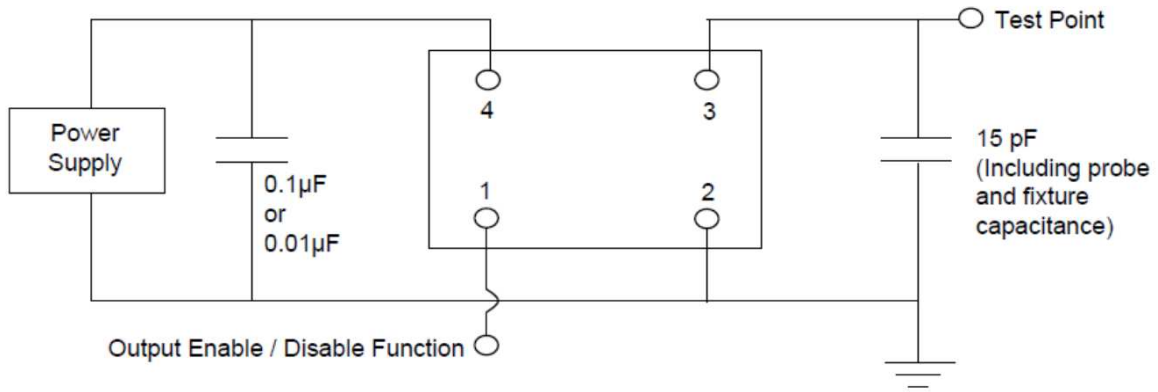 Test Point
4
3
Power
Supply
15 pF
(Including probe
and fixture
capacitance)
0.1µF
or
0.01µF
1
2
Output Enable / Disable Function